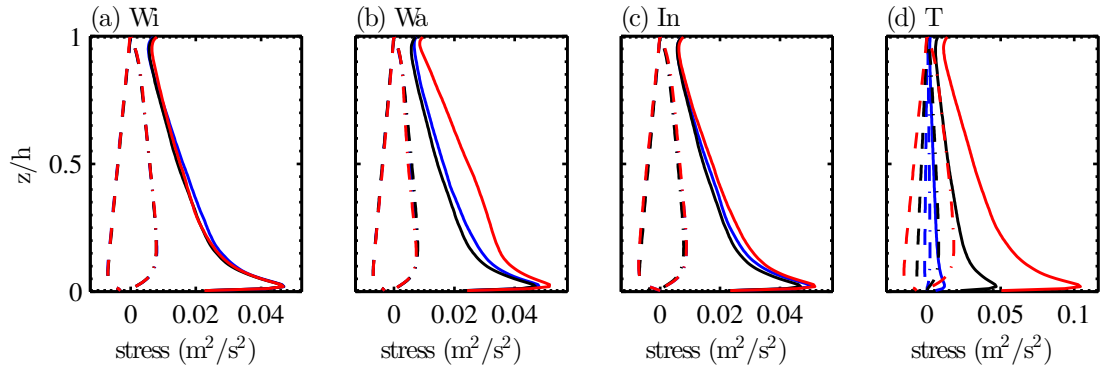 (a) Wi
(b) Wa
(c) In
(d) T
z/h
1
0.5
0
0 0.02 0.04
0 0.02 0.04
0 0.02 0.04
0 0.05 0.1
stress (m²/s²)
stress (m²/s²)
stress (m²/s²)
stress (m²/s²)